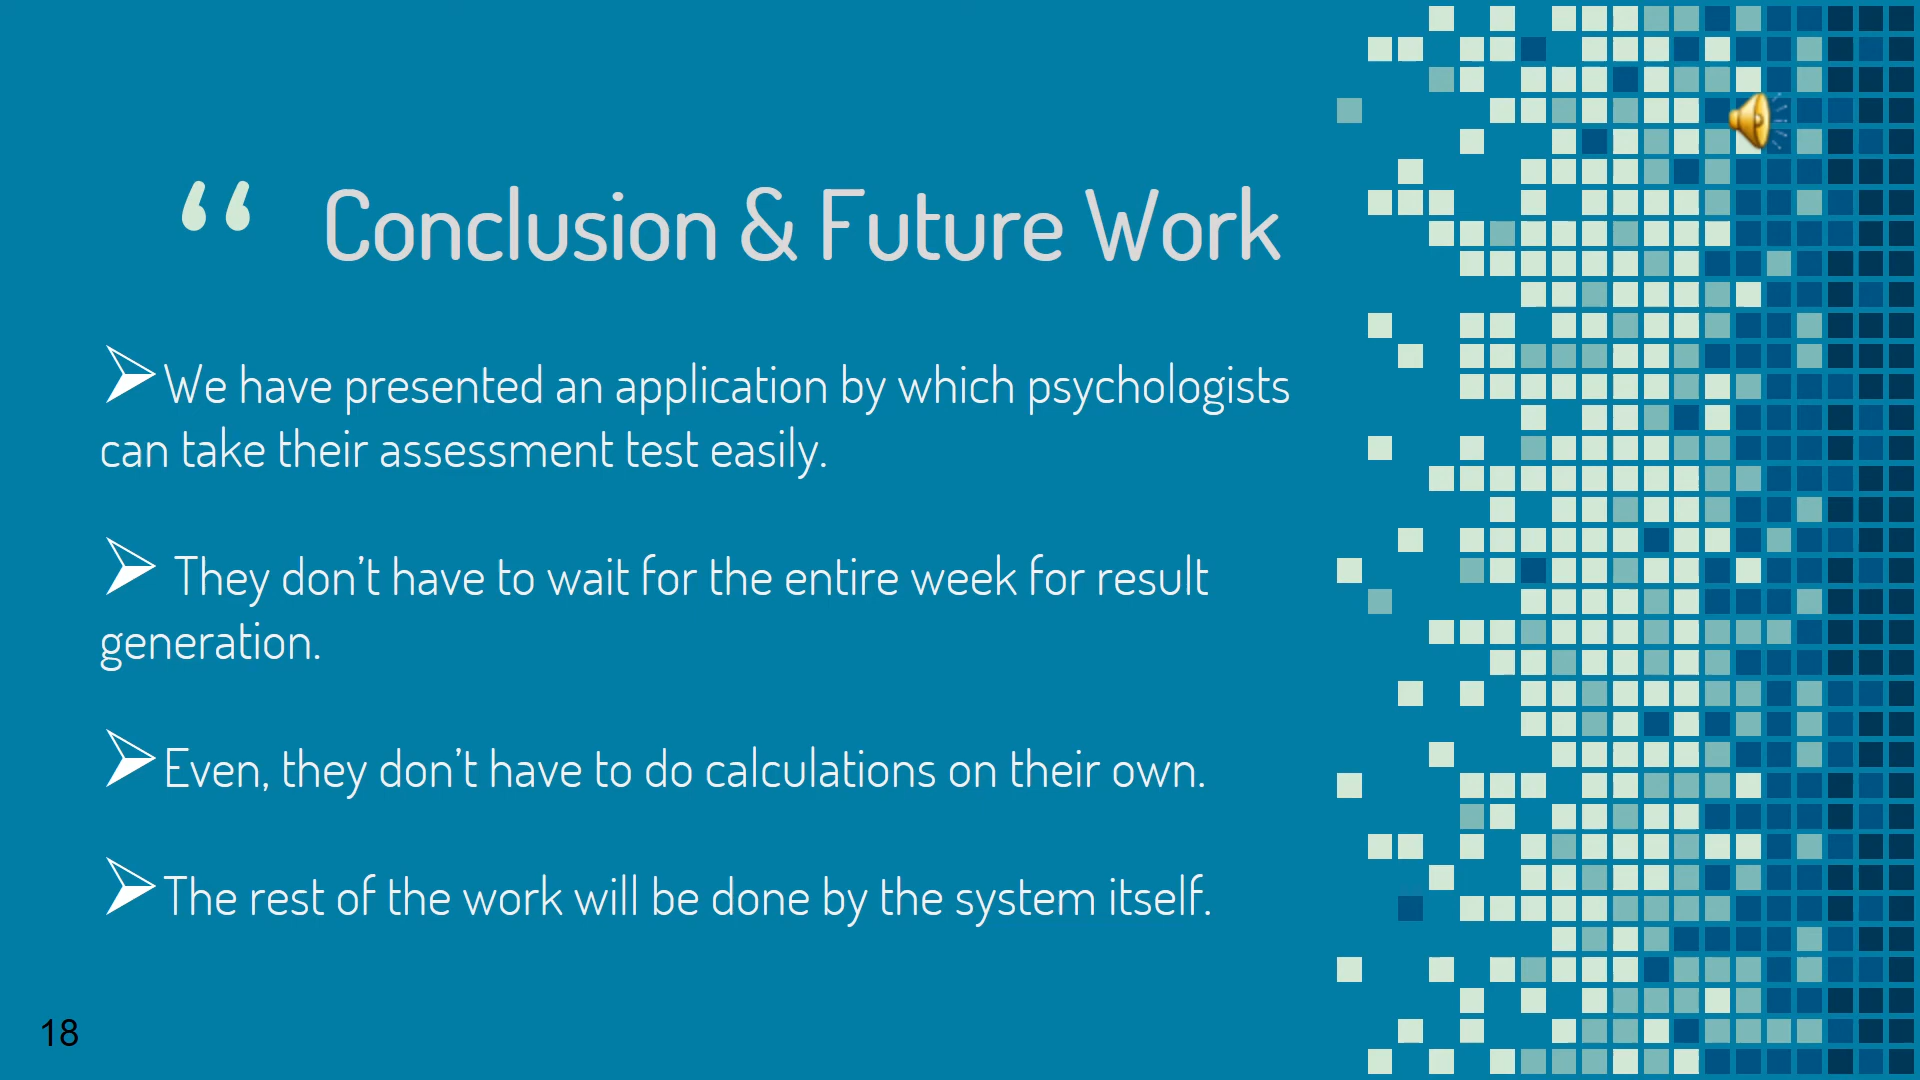 “ Conclusion & Future Work
➢We have presented an application by which psychologists
can take their assessment test easily.
➢ They don’t have to wait for the entire week for result
generation.
➢Even, they don’t have to do calculations on their own.
➢The rest of the work will be done by the system itself.
18